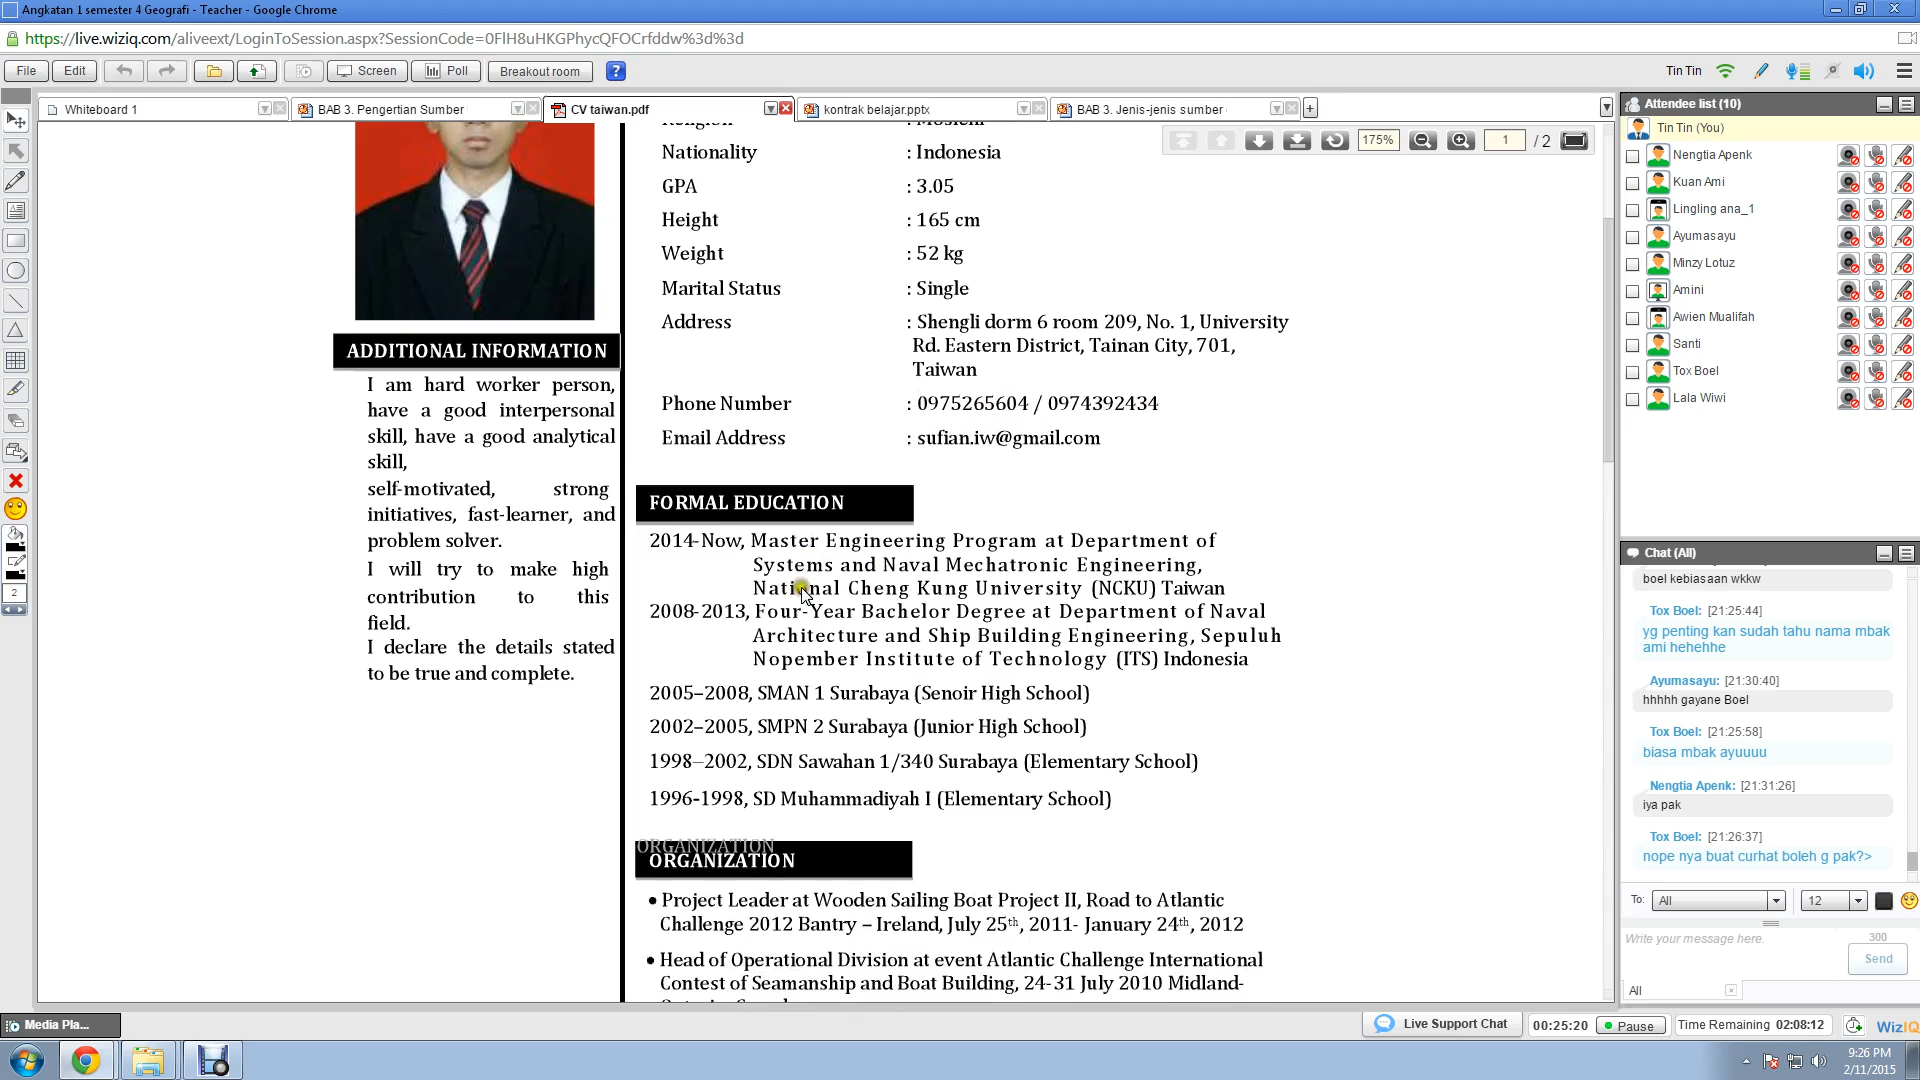 Angkatan 1 semester 4 Geografi - Teacher - Google Chrome
https://live.wiziq.com/aliveext/LoginToSession.aspx?SessionCode=0FlH8uHKGPhycQFOCrfddw%3d%3d
File Edit Screen Poll Breakout room ? Tin Tin
Whiteboard 1
BAB 3. Pengertian Sumber
CV taiwan.pdf
kontrak belajar.pptx
BAB 3. Jenis-jenis sumber
175% 1 / 2
Nationality : Indonesia
GPA : 3.05
Height : 165 cm
Weight : 52 kg
Marital Status : Single
Address : Shengli dorm 6 room 209, No. 1, University
Rd. Eastern District, Tainan City, 701,
Taiwan
Phone Number : 0975265604 / 0974392434
Email Address : sufian.iw@gmail.com
ADDITIONAL INFORMATION
I am hard worker person,
have a good interpersonal
skill, have a good analytical
skill,
self-motivated, strong
initiatives, fast-learner, and
problem solver.
I will try to make high
contribution to this
field.
I declare the details stated
to be true and complete.
FORMAL EDUCATION
2014-Now, Master Engineering Program at Department of
Systems and Naval Mechatronic Engineering,
National Cheng Kung University (NCKU) Taiwan
2008-2013, Four-Year Bachelor Degree at Department of Naval
Architecture and Ship Building Engineering, Sepuluh
Nopember Institute of Technology (ITS) Indonesia
2005–2008, SMAN 1 Surabaya (Senoir High School)
2002–2005, SMPN 2 Surabaya (Junior High School)
1998–2002, SDN Sawahan 1/340 Surabaya (Elementary School)
1996-1998, SD Muhammadiyah I (Elementary School)
ORGANIZATION
ORGANIZATION
• Project Leader at Wooden Sailing Boat Project II, Road to Atlantic
Challenge 2012 Bantry – Ireland, July 25th, 2011- January 24th, 2012
• Head of Operational Division at event Atlantic Challenge International
Contest of Seamanship and Boat Building, 24-31 July 2010 Midland-
Attendee list (10)
Tin Tin (You)
Nengtia Apenk
Kuan Ami
Lingling ana_1
Ayumasayu
Minzy Lotuz
Amini
Awien Mualifah
Santi
Tox Boel
Lala Wiwi
Chat (All)
boel kebiasaan wkkw
Tox Boel: [21:25:44]
yg penting kan sudah tahu nama mbak
ami hehehhe
Ayumasayu: [21:30:40]
hhhhh gayane Boel
Tox Boel: [21:25:58]
biasa mbak ayuuuu
Nengtia Apenk: [21:31:26]
iya pak
Tox Boel: [21:26:37]
nope nya buat curhat boleh g pak?>
To: All 12
Write your message here. 300
Send
All
2
Media Pla...
Live Support Chat 00:25:20 Pause Time Remaining 02:08:12 WizIQ
9:26 PM
2/11/2015